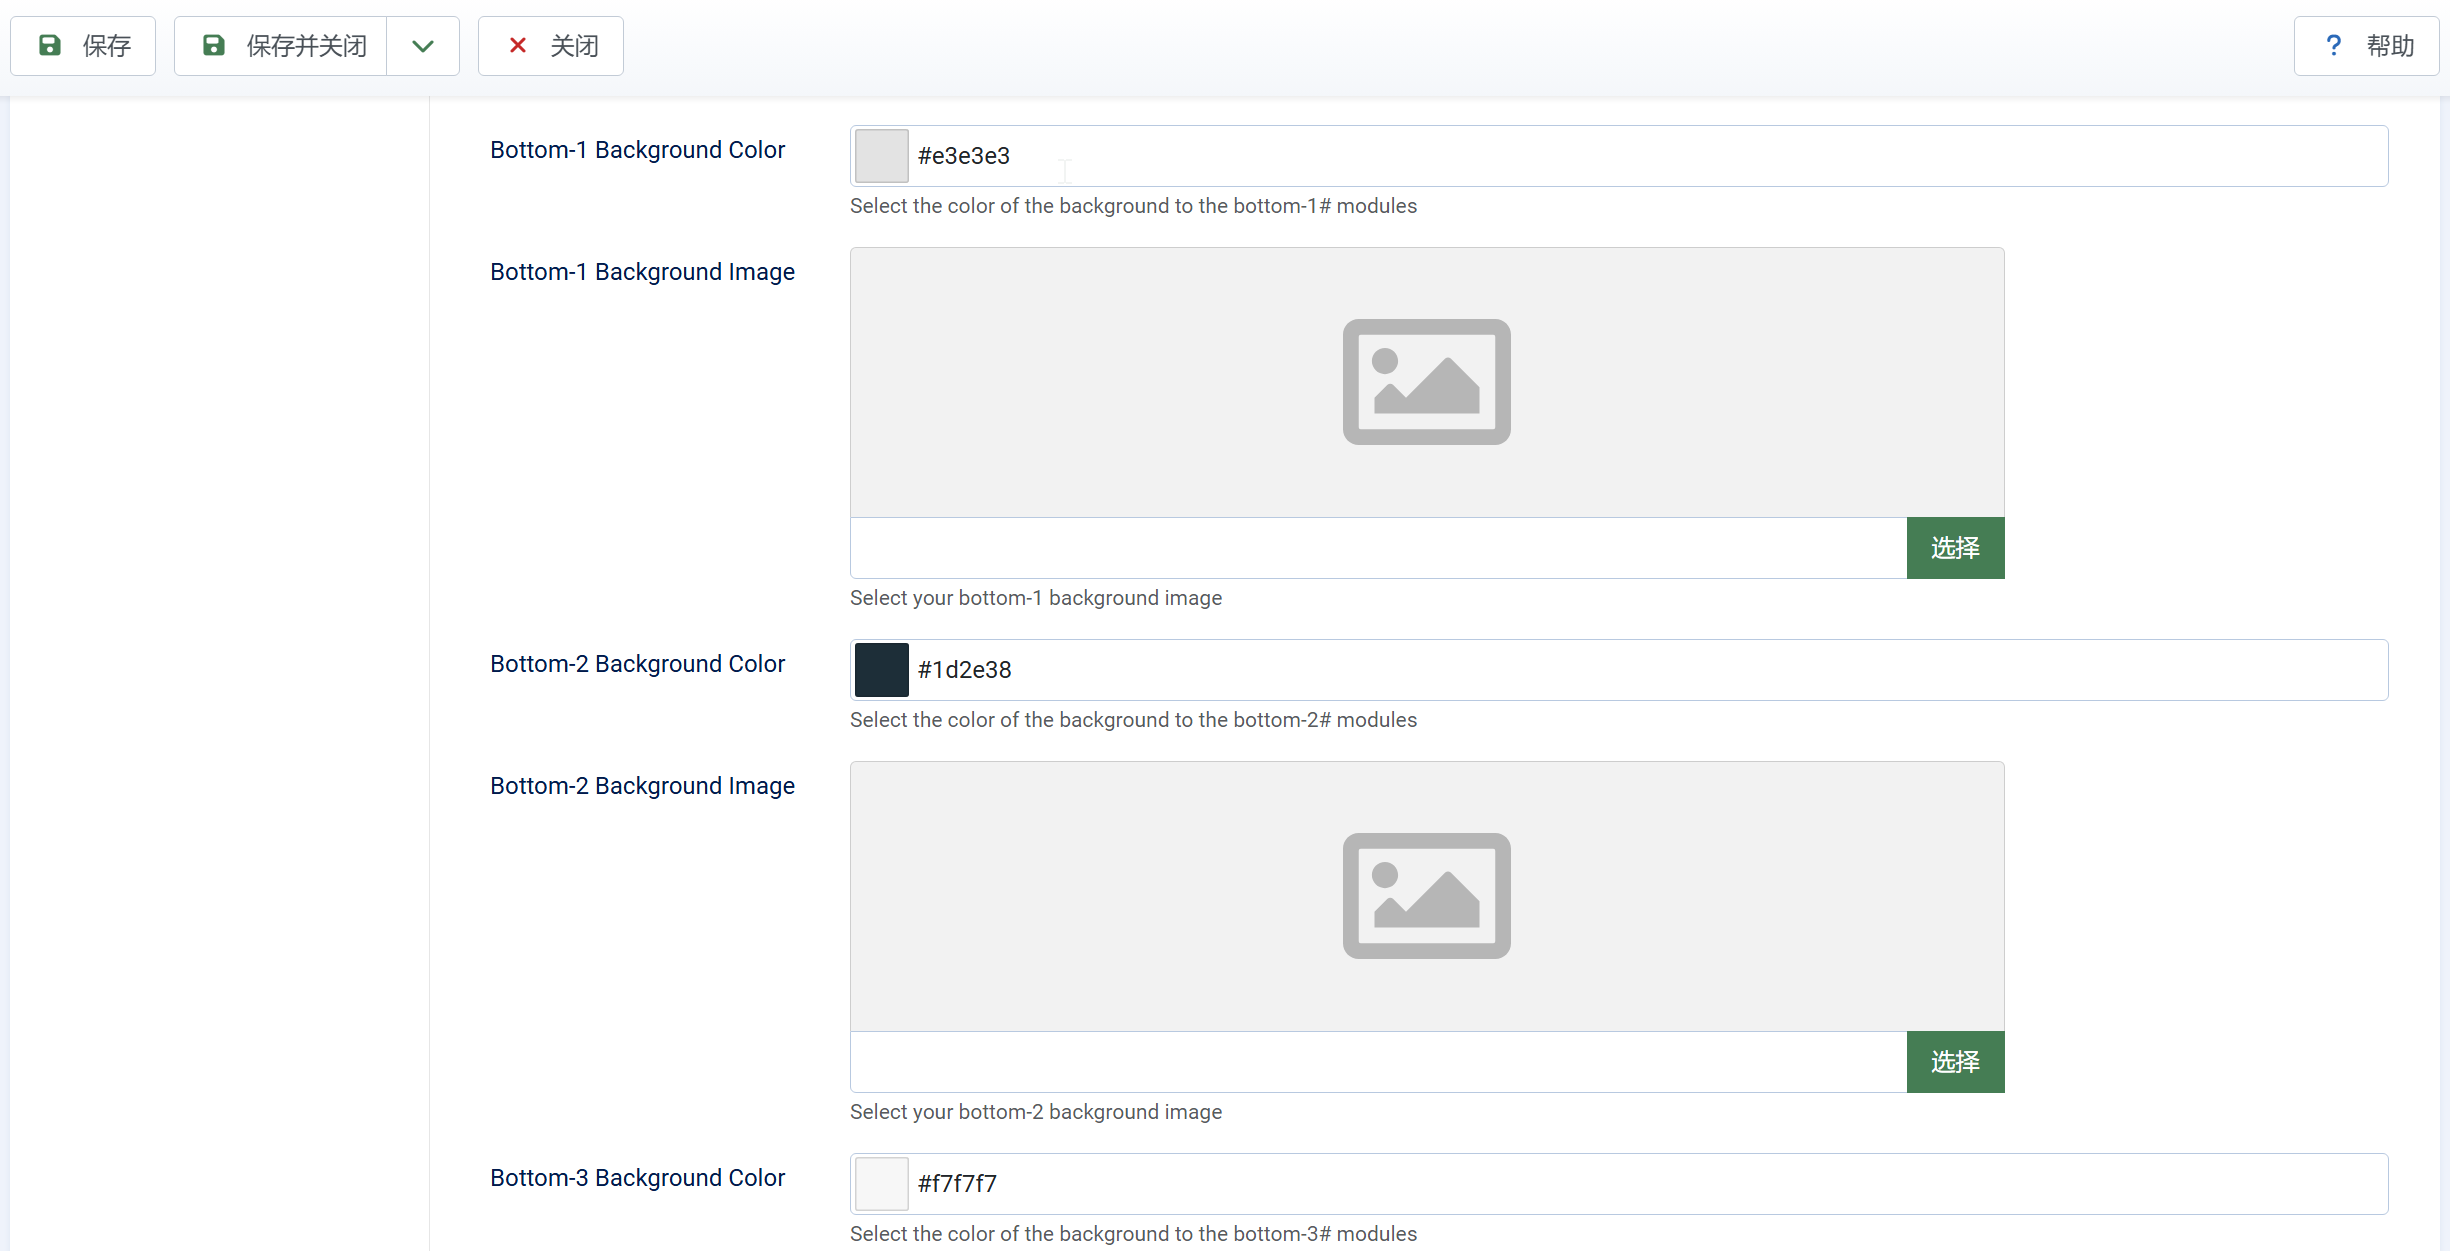 保存
保存并关闭
关闭
? 帮助
Bottom-1 Background Color
#e3e3e3
Select the color of the background to the bottom-1# modules
Bottom-1 Background Image
选择
Select your bottom-1 background image
Bottom-2 Background Color
#1d2e38
Select the color of the background to the bottom-2# modules
Bottom-2 Background Image
选择
Select your bottom-2 background image
Bottom-3 Background Color
#f7f7f7
Select the color of the background to the bottom-3# modules